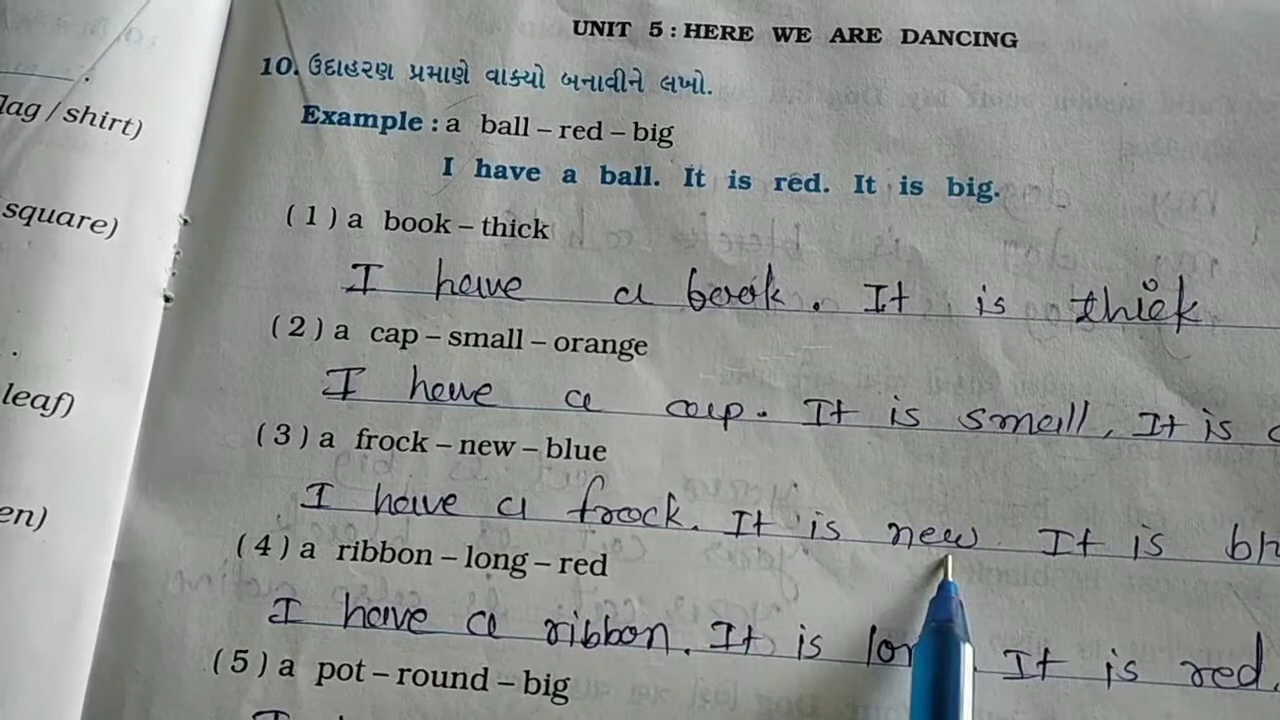 UNIT 5 : HERE WE ARE DANCING
10. ઉદાહરણ પ્રમાણે વાક્યો બનાવીને લખો.
lag / shirt)
Example : a ball – red – big
I have a ball. It is red. It is big.
square)
( 1 ) a book – thick
I have a book. It is thick
( 2 ) a cap – small – orange
leaf)
I have a cap. It is small, It is
( 3 ) a frock – new – blue
I have a frock. It is new It is
en)
( 4 ) a ribbon – long – red
I have a ribbon. It is It is red.
( 5 ) a pot – round – big